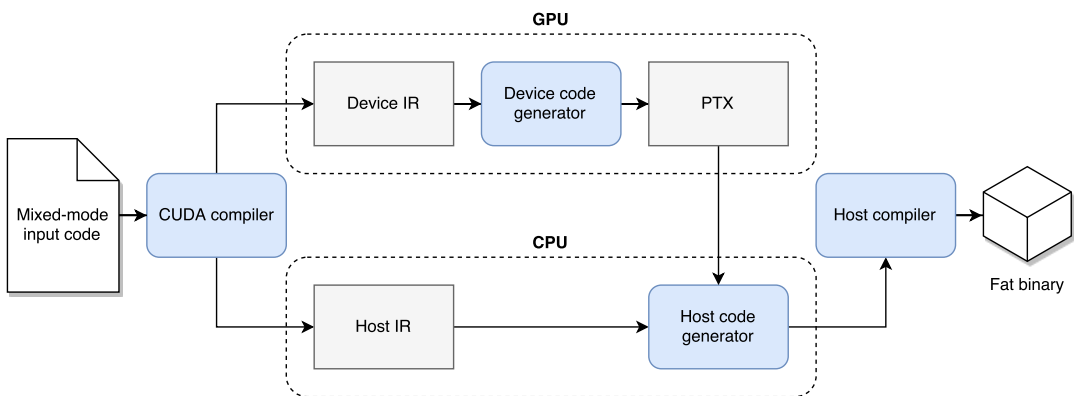 GPU
Device IR
Device code
generator
PTX
Mixed-mode
input code
CUDA compiler
Host compiler
Fat binary
CPU
Host IR
Host code
generator